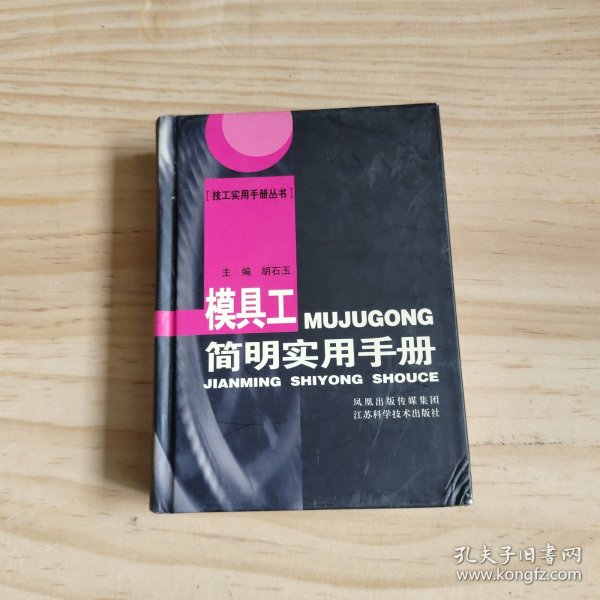 ［技工实用手册丛书］
主 编 胡石玉
模具工 MUJUGONG
简明实用手册
JIANMING SHIYONG SHOUCE
凤凰出版传媒集团
江苏科学技术出版社
孔夫子旧书网
www.kongfz.com